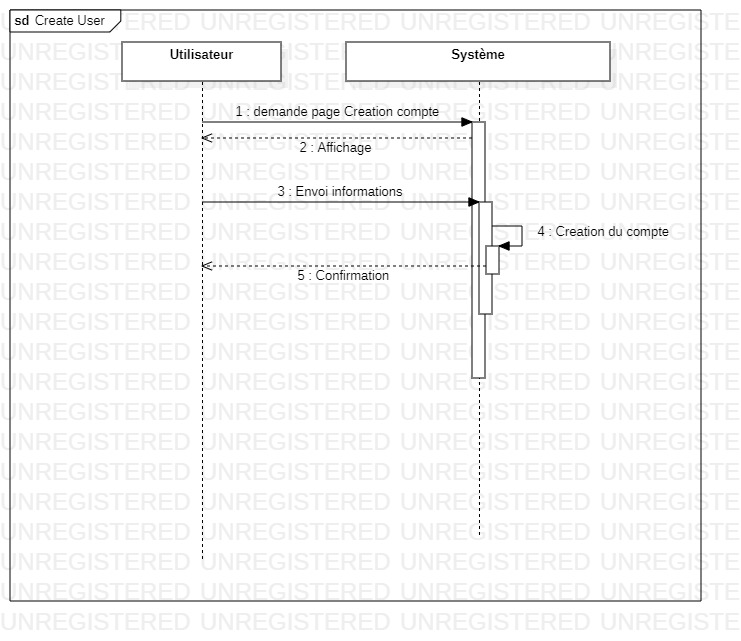 sd Create User
Utilisateur
Système
1 : demande page Creation compte
2 : Affichage
3 : Envoi informations
4 : Creation du compte
5 : Confirmation
UNREGISTERED UNREGISTERED UNREGISTERED UNREGISTE